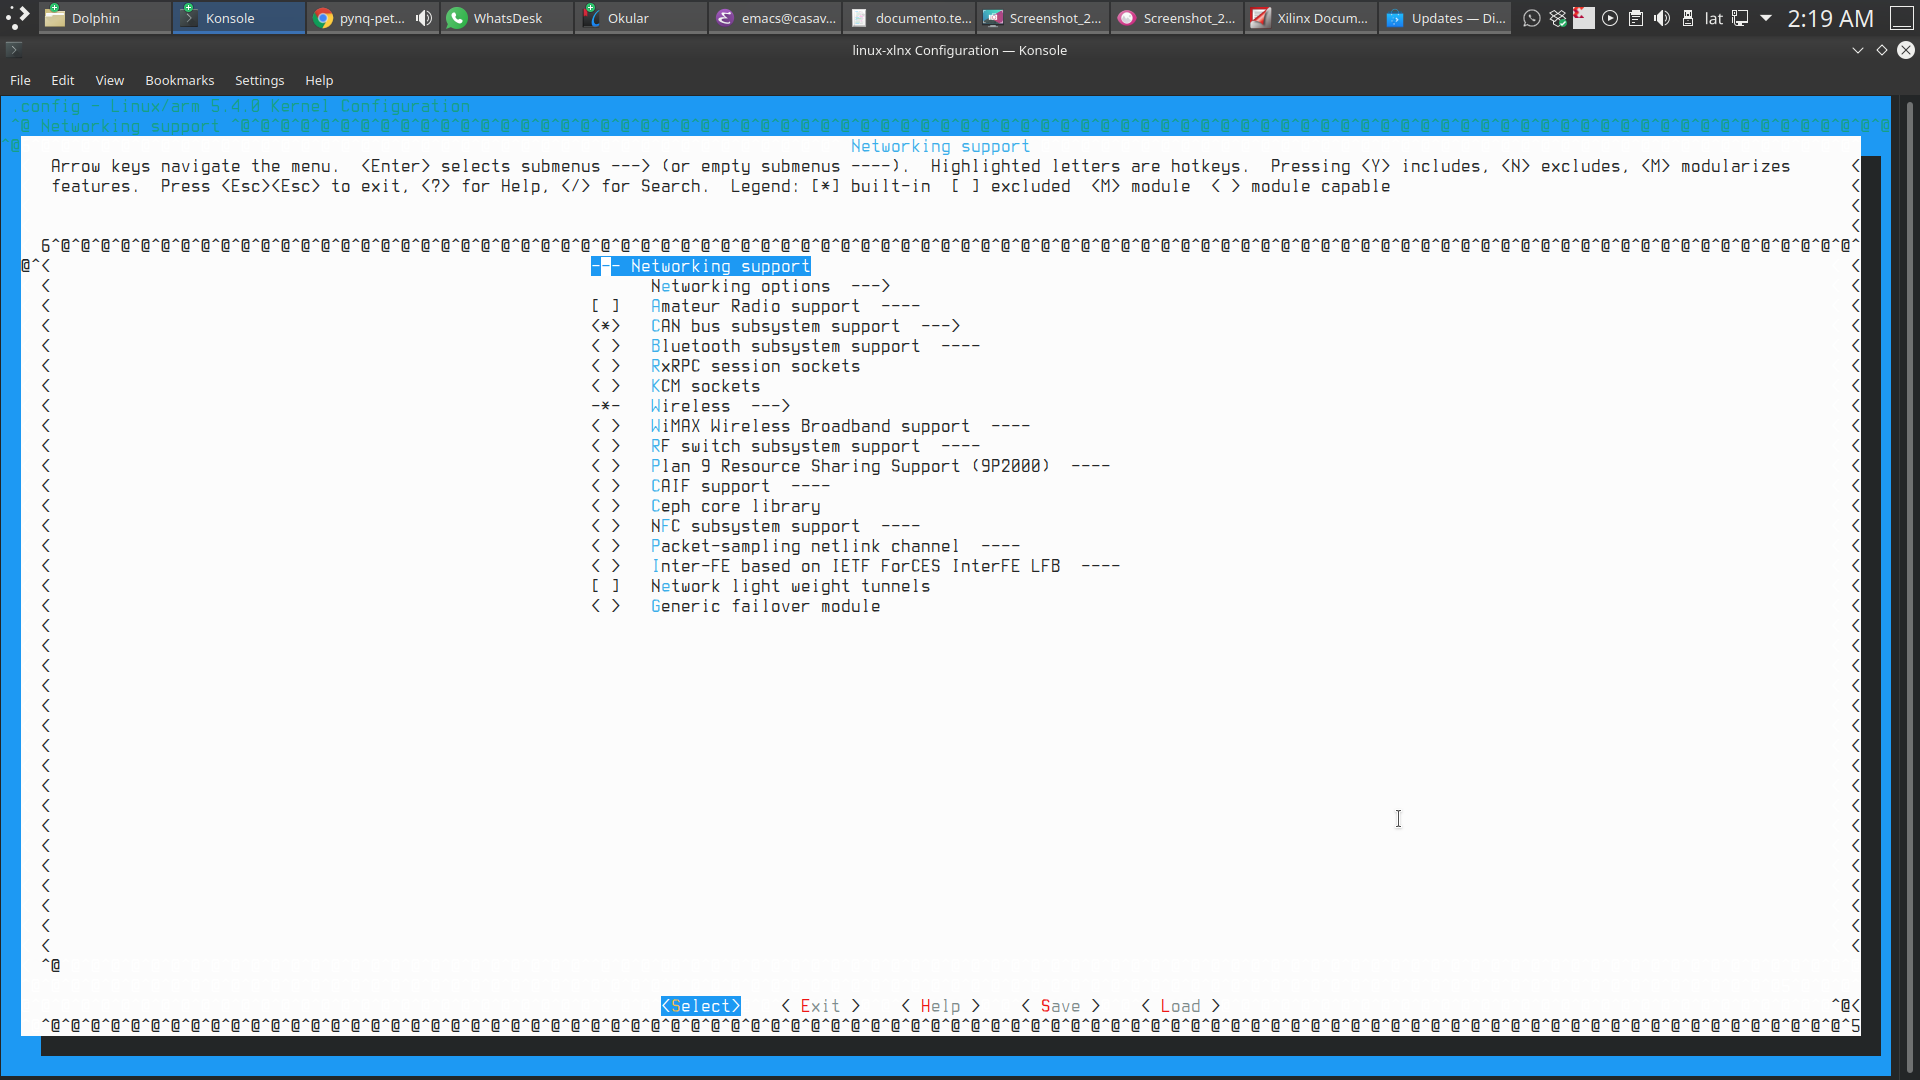 Dolphin Konsole pynq-pet... WhatsDesk Okular emacs@casav... documento.te... Screenshot_2... Screenshot_2... Xilinx Docum... Updates — Di... lat 2:19 AM
linux-xlnx Configuration — Konsole
File Edit View Bookmarks Settings Help
.config - Linux/arm 5.4.0 Kernel Configuration
Networking support
Networking support
Arrow keys navigate the menu. <Enter> selects submenus ---> (or empty submenus ----). Highlighted letters are hotkeys. Pressing <Y> includes, <N> excludes, <M> modularizes
features. Press <Esc><Esc> to exit, <?> for Help, </> for Search. Legend: [*] built-in [ ] excluded <M> module < > module capable
--- Networking support
Networking options --->
[ ] Amateur Radio support ----
<*> CAN bus subsystem support --->
< > Bluetooth subsystem support ----
< > RxRPC session sockets
< > KCM sockets
-*- Wireless --->
< > WiMAX Wireless Broadband support ----
< > RF switch subsystem support ----
< > Plan 9 Resource Sharing Support (9P2000) ----
< > CAIF support ----
< > Ceph core library
< > NFC subsystem support ----
< > Packet-sampling netlink channel ----
< > Inter-FE based on IETF ForCES InterFE LFB ----
[ ] Network light weight tunnels
< > Generic failover module
^@
<Select> < Exit > < Help > < Save > < Load > ^@<